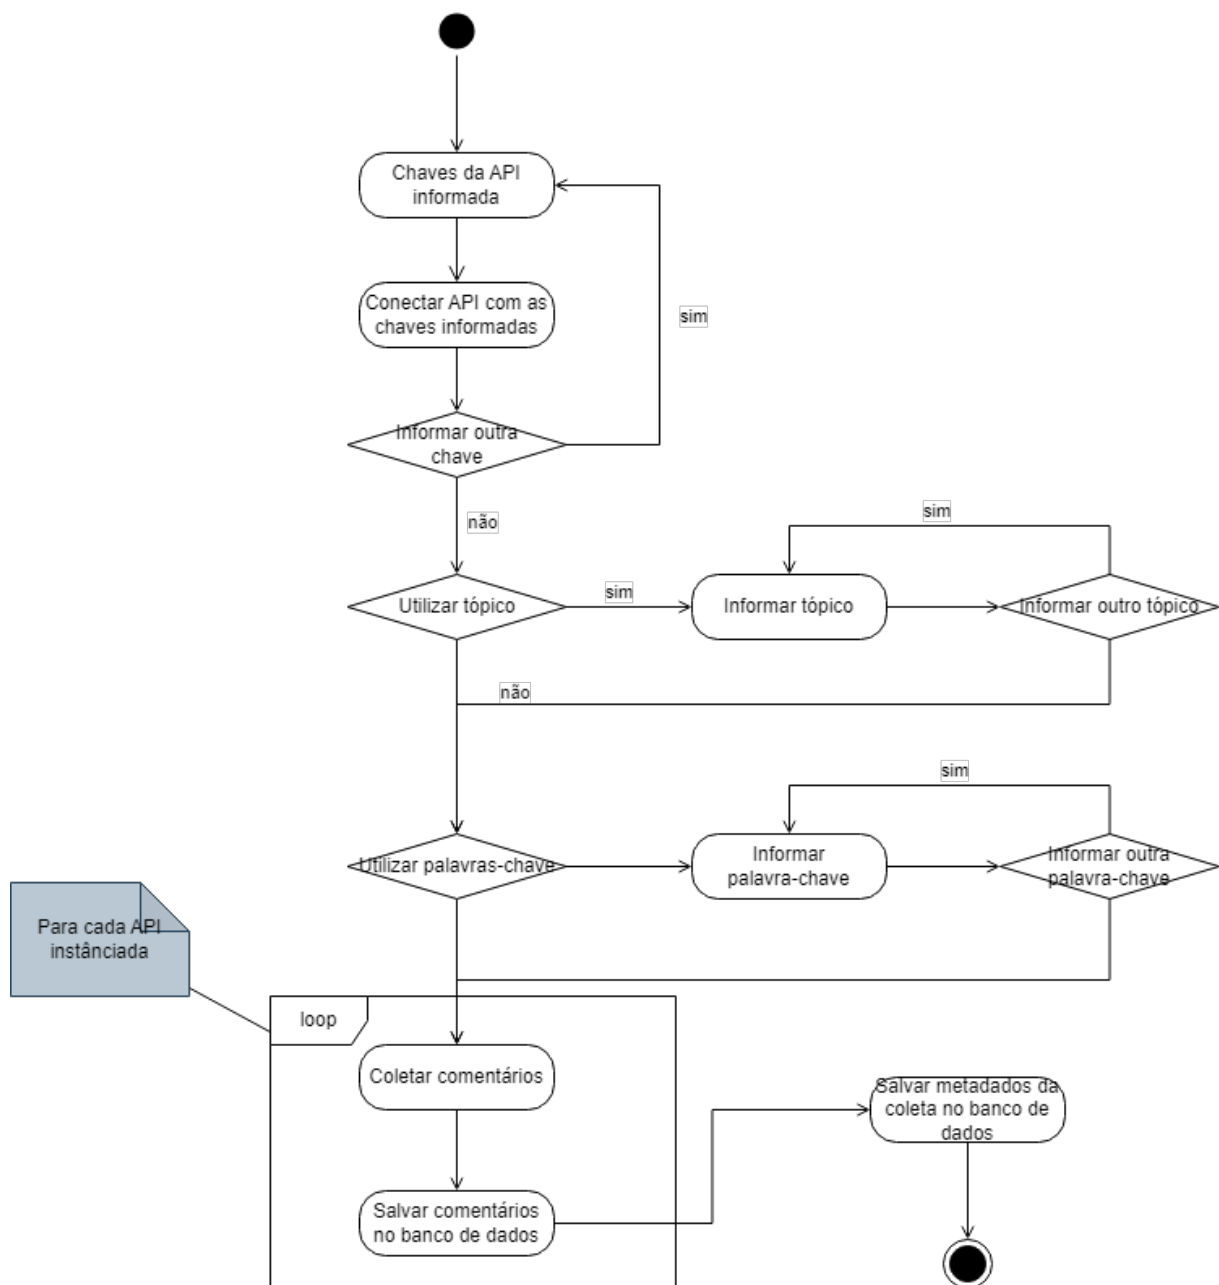 Chaves da API
informada
Conectar API com as
chaves informadas
sim
Informar outra
chave
não
sim
Utilizar tópico
sim
Informar tópico
Informar outro tópico
não
sim
Utilizar palavras-chave
Informar
palavra-chave
Informar outra
palavra-chave
Para cada API
instânciada
loop
Coletar comentários
Salvar metadados da
coleta no banco de
dados
Salvar comentários
no banco de dados